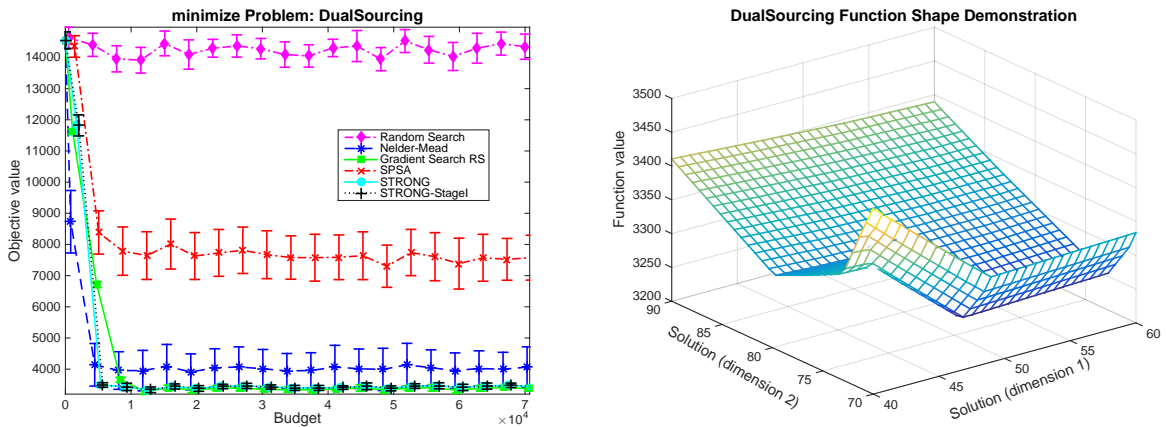 minimize Problem: DualSourcing
14000
13000
12000
11000
10000
9000
8000
7000
6000
5000
4000
Objective value
0 1 2 3 4 5 6 7
×10⁴
Budget
Random Search
Nelder-Mead
Gradient Search RS
SPSA
STRONG
STRONG-StageI
DualSourcing Function Shape Demonstration
3500
3450
3400
3350
3300
3250
3200
Function value
90
85
80
75
70
Solution (dimension 2)
40
45
50
55
60
Solution (dimension 1)